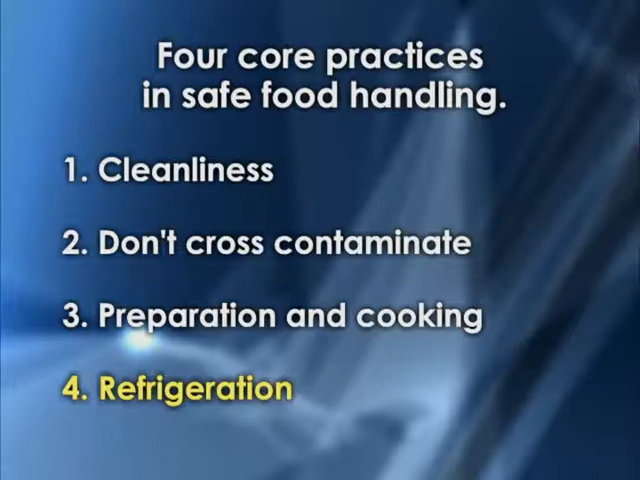 Four core practices
in safe food handling.
1. Cleanliness
2. Don't cross contaminate
3. Preparation and cooking
4. Refrigeration